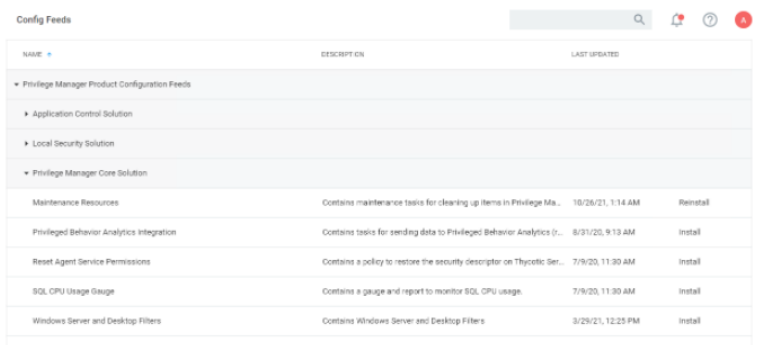 Config Feeds
A
NAME DESCRIPTION LAST UPDATED
Privilege Manager Product Configuration Feeds
Application Control Solution
Local Security Solution
Privilege Manager Core Solution
Maintenance Resources Contains maintenance tasks for cleaning up items in Privilege Ma... 10/26/21, 1:14 AM Reinstall
Privileged Behavior Analytics Integration Contains tasks for sending data to Privileged Behavior Analytics (r... 8/31/20, 9:13 AM Install
Reset Agent Service Permissions Contains a policy to restore the security descriptor on Thycotic Ser... 7/9/20, 11:30 AM Install
SQL CPU Usage Gauge Contains a gauge and report to monitor SQL CPU usage. 7/9/20, 11:30 AM Install
Windows Server and Desktop Filters Contains Windows Server and Desktop Filters 3/29/21, 12:25 PM Install